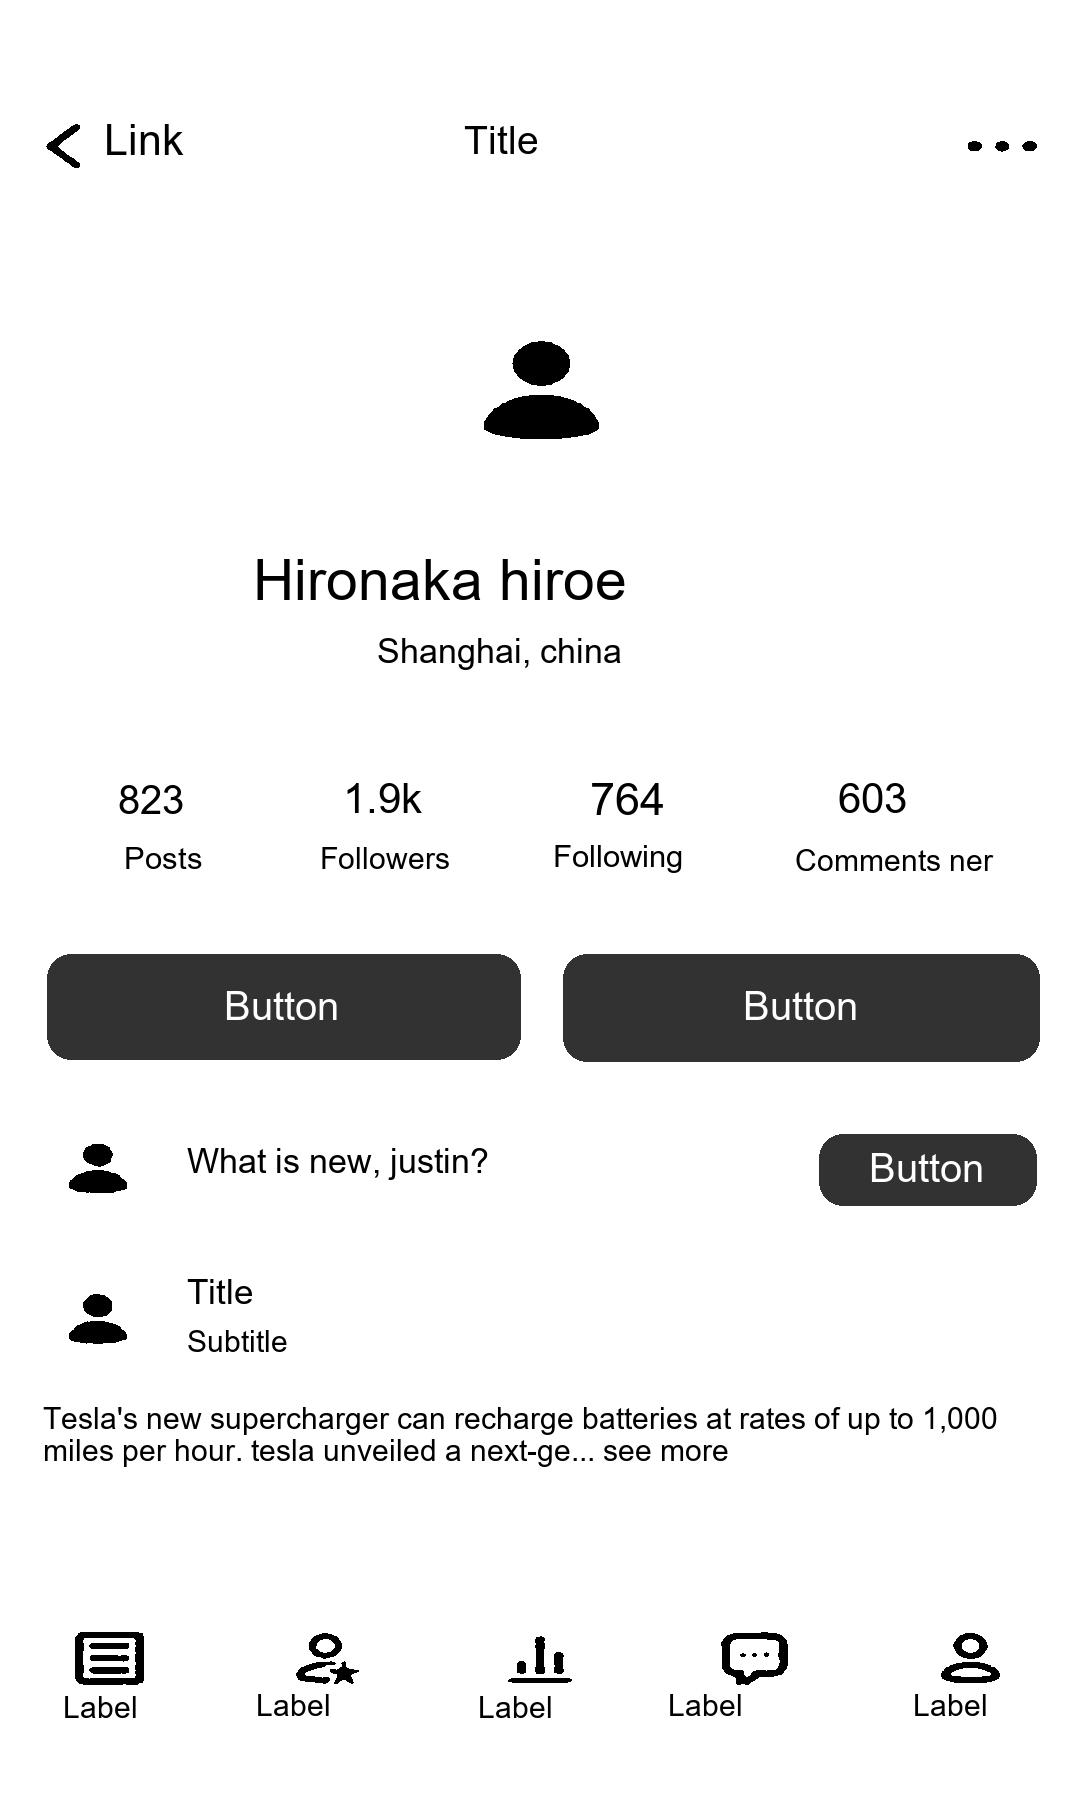 Link
Title
Hironaka hiroe
Shanghai, china
823 1.9k 764 603
Posts Followers Following Comments ner
Button Button
What is new, justin? Button
Title
Subtitle
Tesla's new supercharger can recharge batteries at rates of up to 1,000
miles per hour. tesla unveiled a next-ge... see more
Label Label Label Label Label